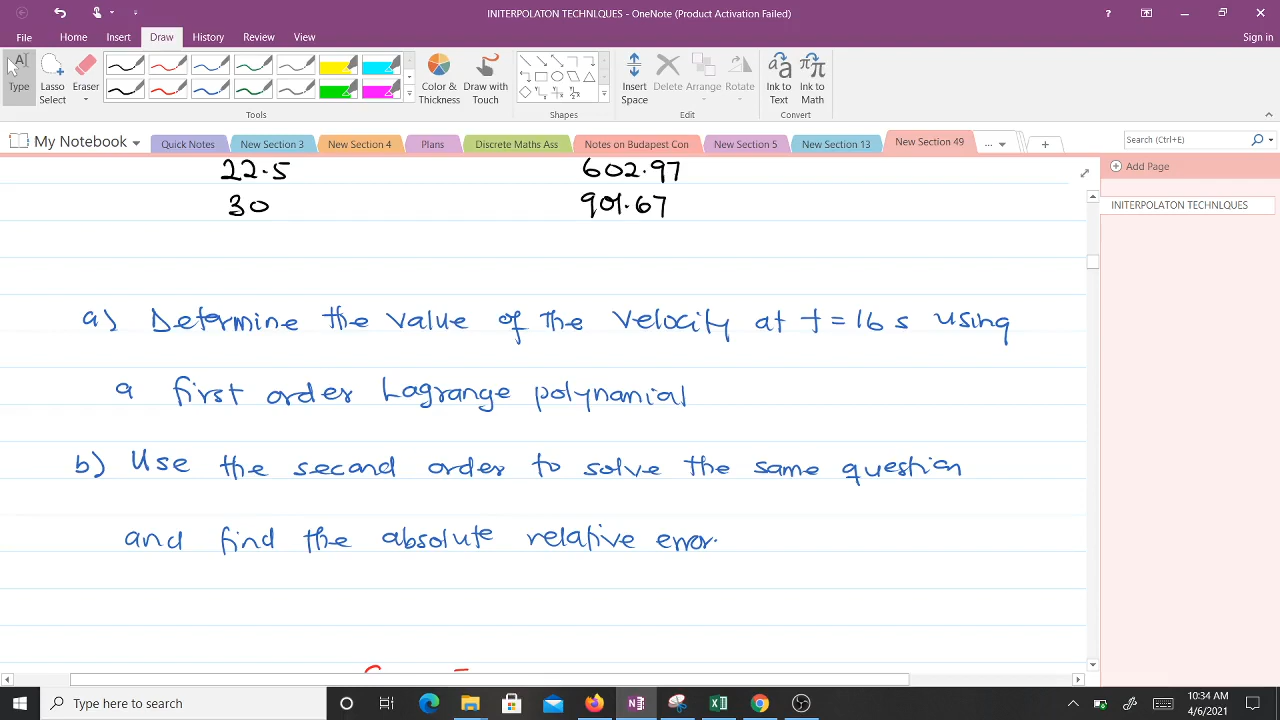 INITERPOLATON TECHNLQUES - OneNote (Product Activation Failed)
Sign in
File Home Insert Draw History Review View
Type
Lasso Select
Eraser
Color & Thickness
Draw with Touch
Insert Space
Delete
Arrange
Rotate
Ink to Text
Ink to Math
Tools
Shapes
Edit
Convert
My Notebook
Quick Notes
New Section 3
New Section 4
Plans
Discrete Maths Ass
Notes on Budapest Con
New Section 5
New Section 13
New Section 49
Search (Ctrl+E)
Add Page
INITERPOLATON TECHNLQUES
22.5 602.97
30 901.67
a) Determine the value of the velocity at t = 16 s using
a first order Lagrange polynamial
b) Use the second order to solve the same question
and find the absolute relative error.
Type here to search
10:34 AM
4/6/2021